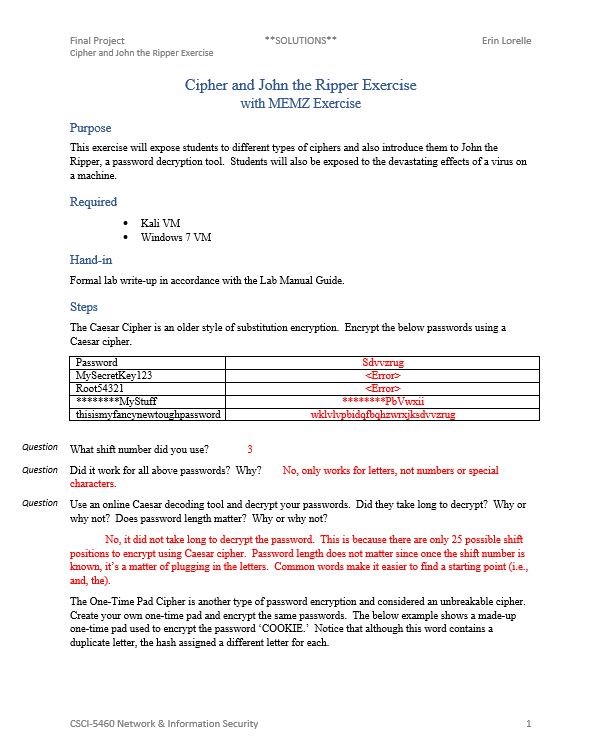 Final Project **SOLUTIONS** Erin Lorelle
Cipher and John the Ripper Exercise
Cipher and John the Ripper Exercise
with MEMZ Exercise
Purpose
This exercise will expose students to different types of ciphers and also introduce them to John the
Ripper, a password decryption tool. Students will also be exposed to the devastating effects of a virus on
a machine.
Required
• Kali VM
• Windows 7 VM
Hand-in
Formal lab write-up in accordance with the Lab Manual Guide.
Steps
The Caesar Cipher is an older style of substitution encryption. Encrypt the below passwords using a
Caesar cipher.
Password Sdvvzrug
MySecretKey123 <Error>
Root54321 <Error>
********MyStuff ********PbVwxii
thisismyfancynewtoughpassword wklvlvpbidqfbqhzwrxjksdvvzrug
Question What shift number did you use? 3
Question Did it work for all above passwords? Why? No, only works for letters, not numbers or special
characters.
Question Use an online Caesar decoding tool and decrypt your passwords. Did they take long to decrypt? Why or
why not? Does password length matter? Why or why not?
No, it did not take long to decrypt the password. This is because there are only 25 possible shift
positions to encrypt using Caesar cipher. Password length does not matter since once the shift number is
known, it's a matter of plugging in the letters. Common words make it easier to find a starting point (i.e.,
and, the).
The One-Time Pad Cipher is another type of password encryption and considered an unbreakable cipher.
Create your own one-time pad and encrypt the same passwords. The below example shows a made-up
one-time pad used to encrypt the password 'COOKIE.' Notice that although this word contains a
duplicate letter, the hash assigned a different letter for each.
CSCI-5460 Network & Information Security 1